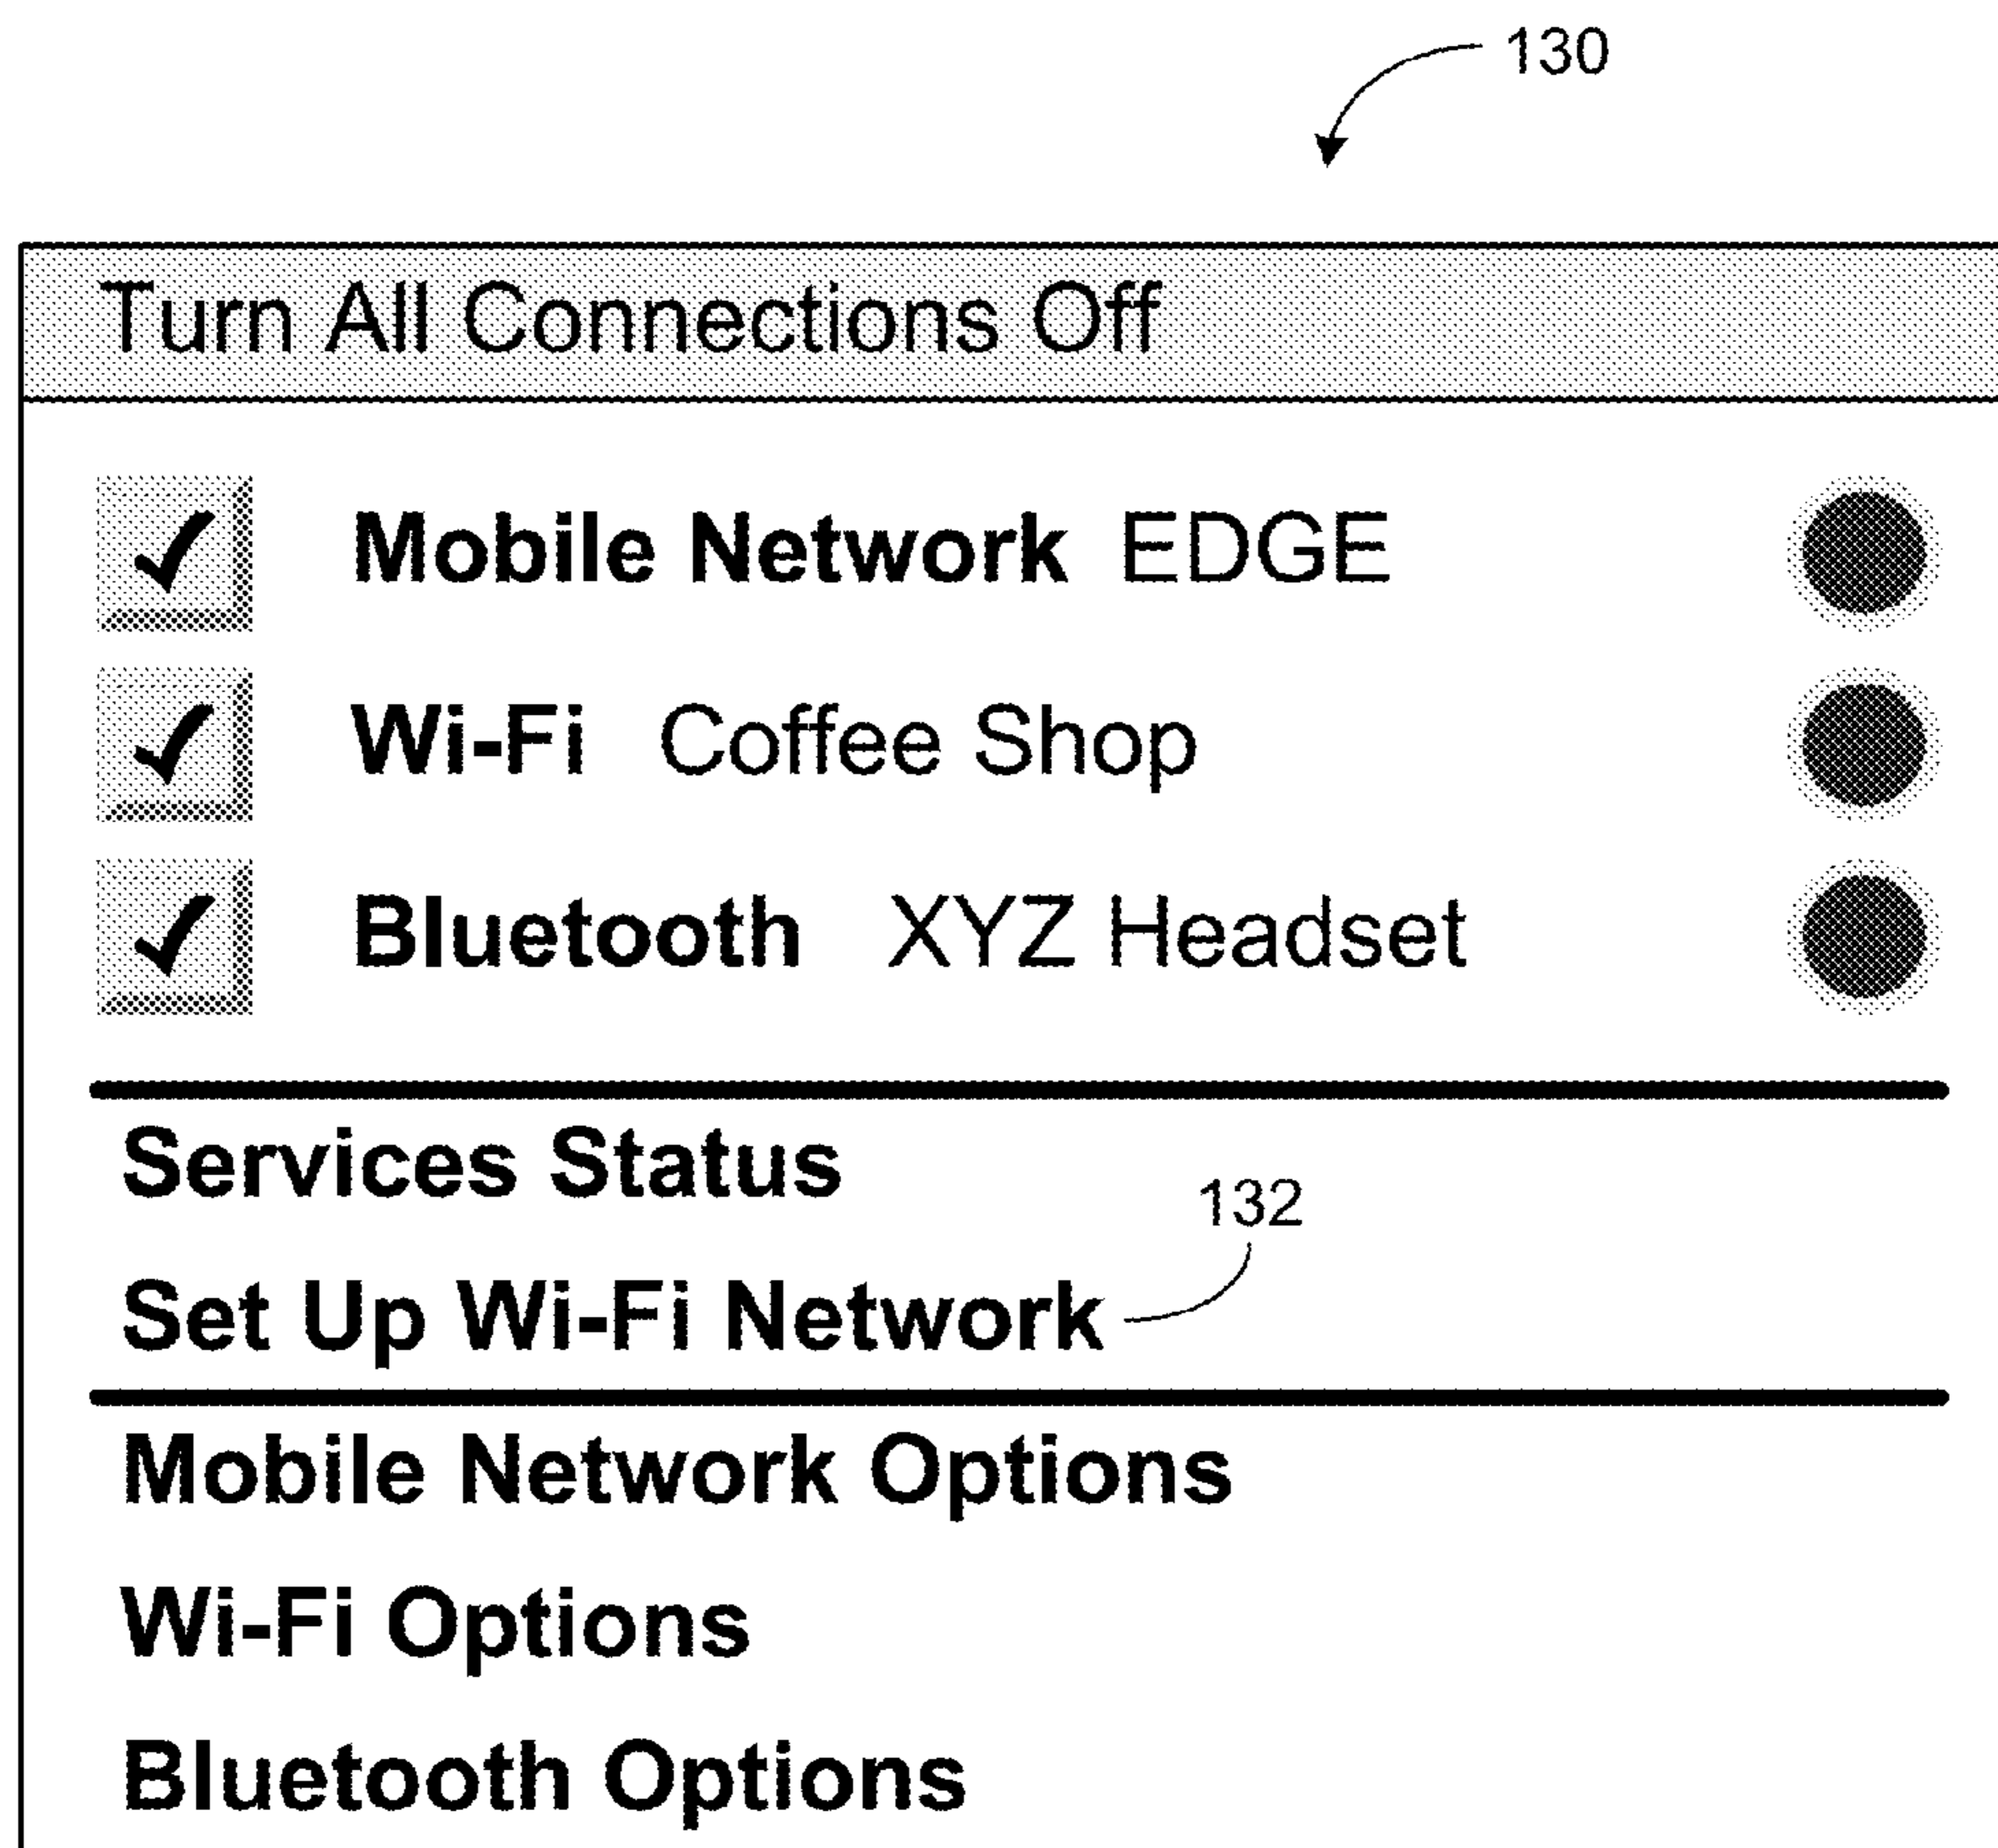 130
Turn All Connections Off
Mobile Network EDGE
Wi-Fi Coffee Shop
Bluetooth XYZ Headset
Services Status
132
Set Up Wi-Fi Network
Mobile Network Options
Wi-Fi Options
Bluetooth Options